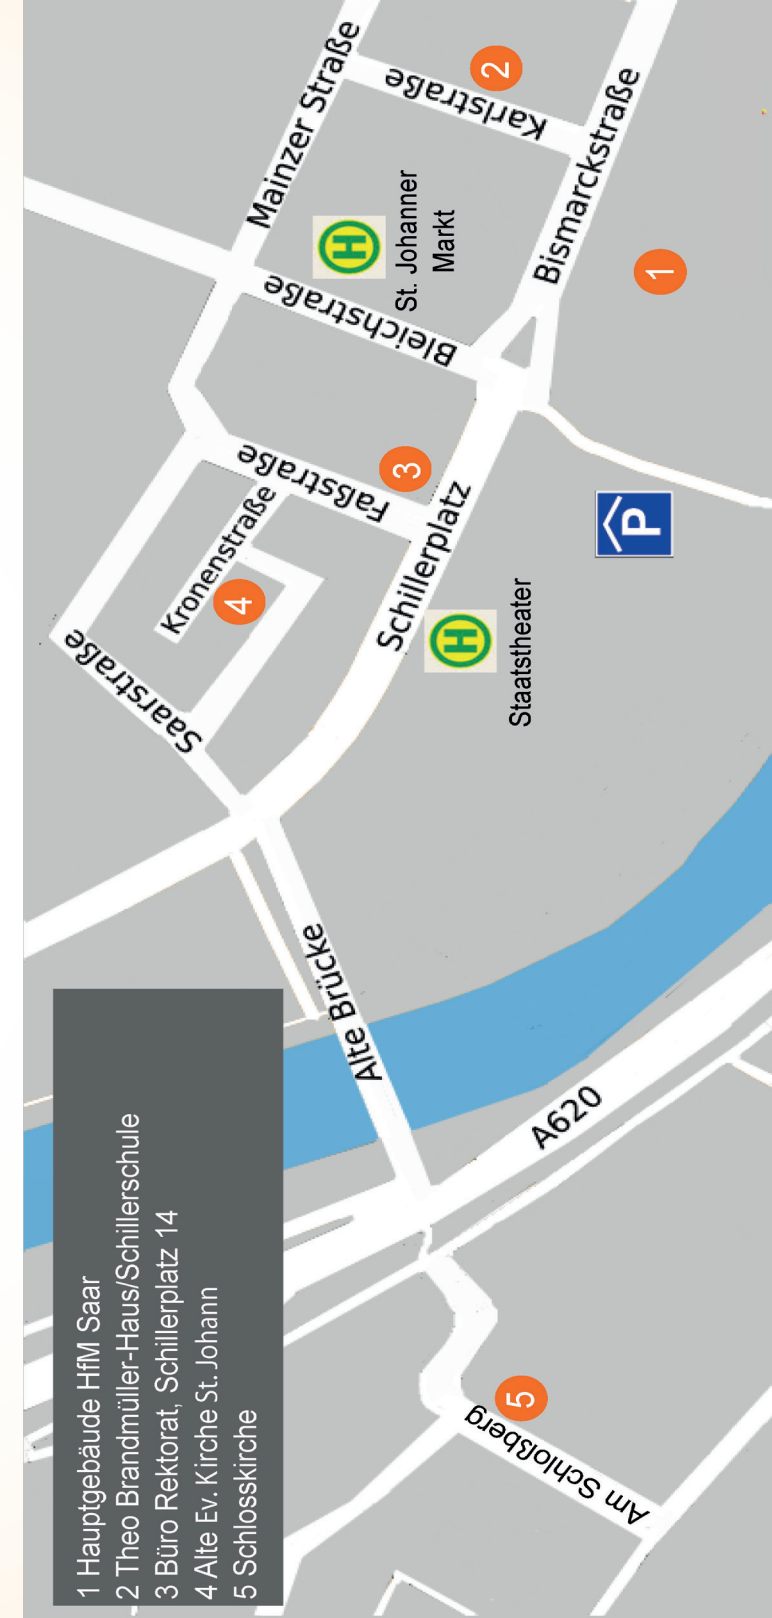 1 Hauptgebäude HfM Saar
2 Theo Brandmüller-Haus/Schillerschule
3 Büro Rektorat, Schillerplatz 14
4 Alte Ev. Kirche St. Johann
5 Schlosskirche
Saarstraße
Kronenstraße
4
Mainzer Straße
Faßstraße
Bleichstraße
H
St. Johanner
Markt
Karlstraße
2
3
Schillerplatz
Bismarckstraße
H
Staatstheater
P
1
Alte Brücke
A620
5
Am Schloßberg